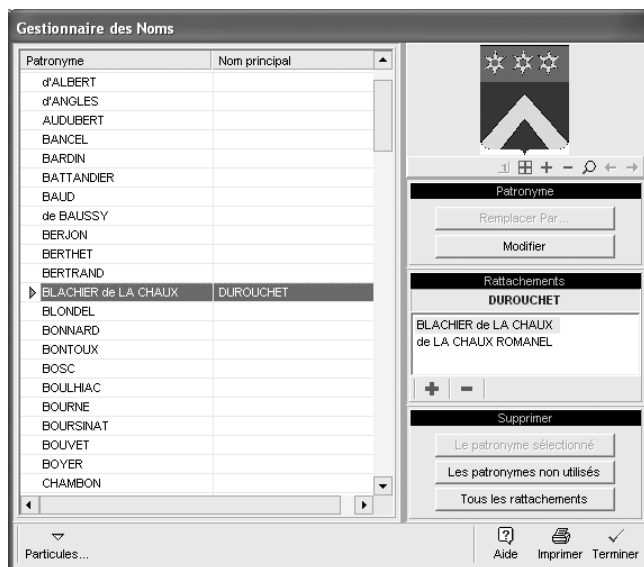 Gestionnaire des Noms
Patronyme Nom principal
d'ALBERT
d'ANGLES
AUDUBERT
BANCEL
BARDIN
BATTANDIER
BAUD
de BAUSSY
BERJON
BERTHET
BERTRAND
BLACHIER de LA CHAUX DUROUCHET
BLONDEL
BONNARD
BONTOUX
BOSC
BOULHIAC
BOURNE
BOURSINAT
BOUVET
BOYER
CHAMBON
1
Patronyme
Remplacer Par...
Modifier
Rattachements
DUROUCHET
BLACHIER de LA CHAUX
de LA CHAUX ROMANEL
Supprimer
Le patronyme sélectionné
Les patronymes non utilisés
Tous les rattachements
Particules...
Aide Imprimer Terminer